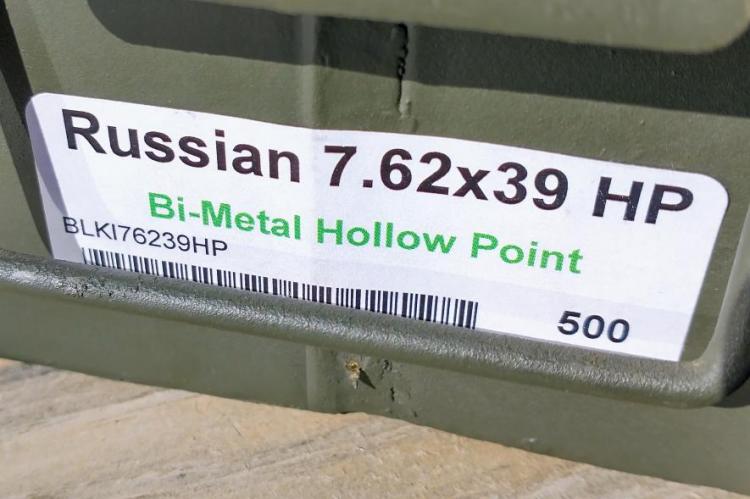 Russian 7.62x39 HP
Bi-Metal Hollow Point
BLKI76239HP
500